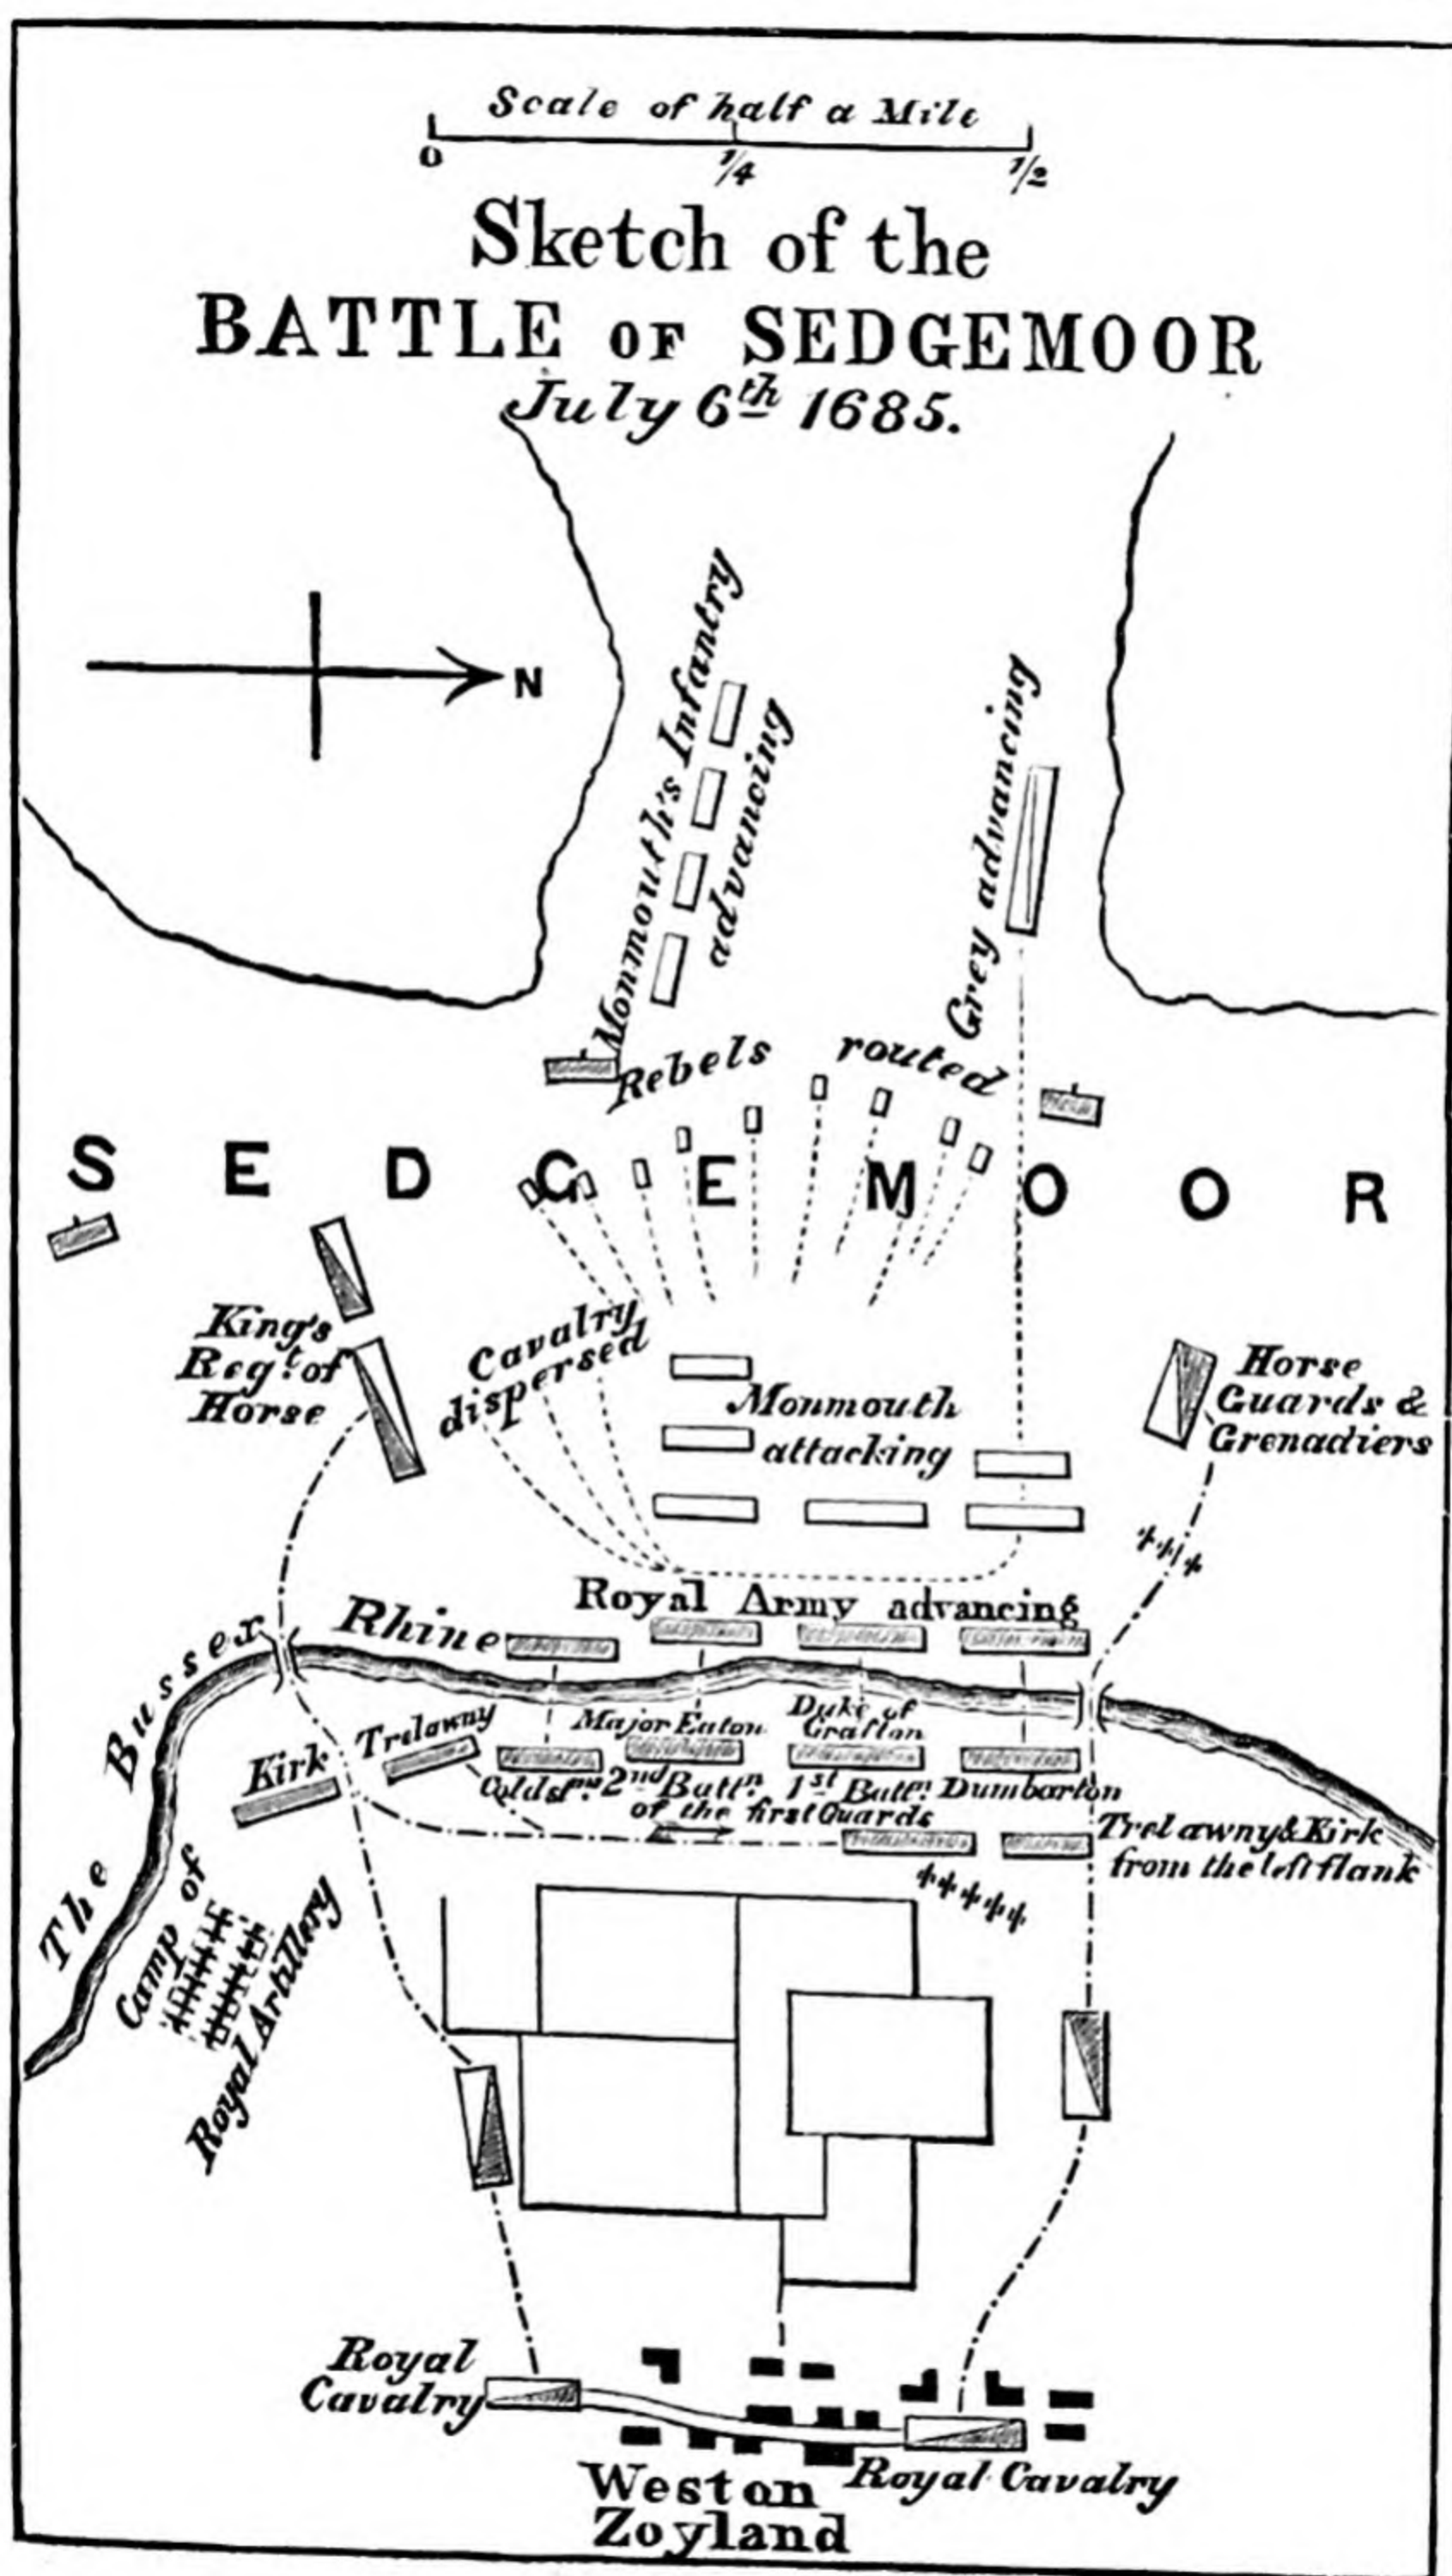 Scale of half a Mile
0 1/4 1/2
Sketch of the
BATTLE OF SEDGEMOOR
July 6th 1685.
N
Monmouth's Infantry
advancing
Grey advancing
Rebels routed
SEDGEMOOR
King's
Regt. of
Horse
Cavalry
dispersed
Monmouth
attacking
Horse
Guards &
Grenadiers
Royal Army advancing
The Bussex Rhine
Kirk
Trelawny
Major Eaton
Duke of
Grafton
Coldstms. 2nd Battn. 1st Battn. Dumbarton
of the first Guards
Trelawny & Kirk
from the left flank
Camp of
Royal Artillery
Royal
Cavalry
Royal Cavalry
Weston
Zoyland